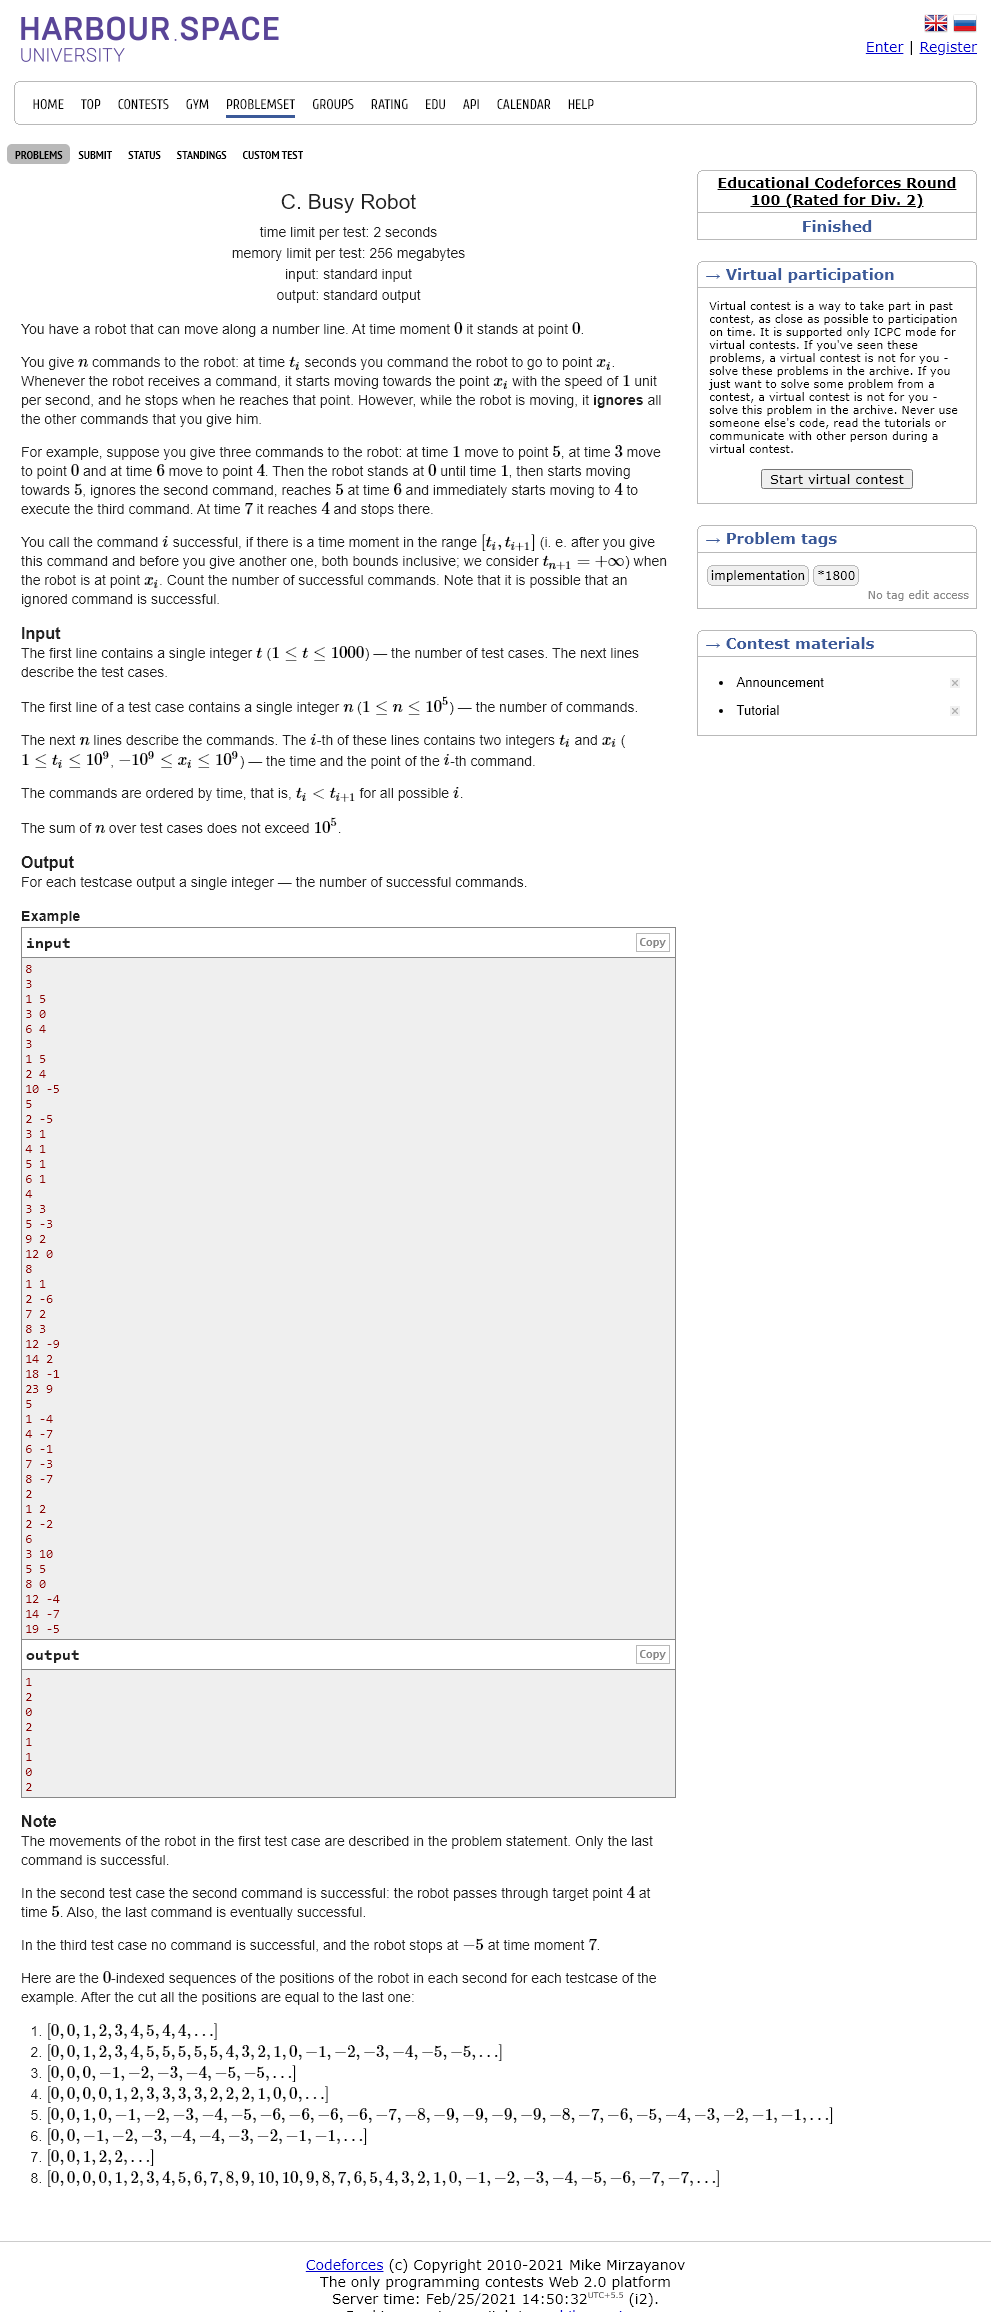 HARBOUR.SPACE
UNIVERSITY
Enter | Register
HOME TOP CONTESTS GYM PROBLEMSET GROUPS RATING EDU API CALENDAR HELP
PROBLEMS SUBMIT STATUS STANDINGS CUSTOM TEST
C. Busy Robot
time limit per test: 2 seconds
memory limit per test: 256 megabytes
input: standard input
output: standard output
You have a robot that can move along a number line. At time moment 0 it stands at point 0.
You give n commands to the robot: at time t_i seconds you command the robot to go to point x_i.
Whenever the robot receives a command, it starts moving towards the point x_i with the speed of 1 unit
per second, and he stops when he reaches that point. However, while the robot is moving, it ignores all
the other commands that you give him.
For example, suppose you give three commands to the robot: at time 1 move to point 5, at time 3 move
to point 0 and at time 6 move to point 4. Then the robot stands at 0 until time 1, then starts moving
towards 5, ignores the second command, reaches 5 at time 6 and immediately starts moving to 4 to
execute the third command. At time 7 it reaches 4 and stops there.
You call the command i successful, if there is a time moment in the range [t_i, t_{i+1}] (i. e. after you give
this command and before you give another one, both bounds inclusive; we consider t_{n+1} = +∞) when
the robot is at point x_i. Count the number of successful commands. Note that it is possible that an
ignored command is successful.
Input
The first line contains a single integer t (1 ≤ t ≤ 1000) — the number of test cases. The next lines
describe the test cases.
The first line of a test case contains a single integer n (1 ≤ n ≤ 10^5) — the number of commands.
The next n lines describe the commands. The i-th of these lines contains two integers t_i and x_i (
1 ≤ t_i ≤ 10^9, −10^9 ≤ x_i ≤ 10^9) — the time and the point of the i-th command.
The commands are ordered by time, that is, t_i < t_{i+1} for all possible i.
The sum of n over test cases does not exceed 10^5.
Output
For each testcase output a single integer — the number of successful commands.
Example
input Copy
8
3
1 5
3 0
6 4
3
1 5
2 4
10 -5
5
2 -5
3 1
4 1
5 1
6 1
4
3 3
5 -3
9 2
12 0
8
1 1
2 -6
7 2
8 3
12 -9
14 2
18 -1
23 9
5
1 -4
4 -7
6 -1
7 -3
8 -7
2
1 2
2 -2
6
3 10
5 5
8 0
12 -4
14 -7
19 -5
output Copy
1
2
0
2
1
1
0
2
Note
The movements of the robot in the first test case are described in the problem statement. Only the last
command is successful.
In the second test case the second command is successful: the robot passes through target point 4 at
time 5. Also, the last command is eventually successful.
In the third test case no command is successful, and the robot stops at −5 at time moment 7.
Here are the 0-indexed sequences of the positions of the robot in each second for each testcase of the
example. After the cut all the positions are equal to the last one:
1. [0, 0, 1, 2, 3, 4, 5, 4, 4, …]
2. [0, 0, 1, 2, 3, 4, 5, 5, 5, 5, 5, 4, 3, 2, 1, 0, −1, −2, −3, −4, −5, −5, …]
3. [0, 0, 0, −1, −2, −3, −4, −5, −5, …]
4. [0, 0, 0, 0, 1, 2, 3, 3, 3, 3, 2, 2, 2, 1, 0, 0, …]
5. [0, 0, 1, 0, −1, −2, −3, −4, −5, −6, −6, −6, −6, −7, −8, −9, −9, −9, −9, −8, −7, −6, −5, −4, −3, −2, −1, −1, …]
6. [0, 0, −1, −2, −3, −4, −4, −3, −2, −1, −1, …]
7. [0, 0, 1, 2, 2, …]
8. [0, 0, 0, 0, 1, 2, 3, 4, 5, 6, 7, 8, 9, 10, 10, 9, 8, 7, 6, 5, 4, 3, 2, 1, 0, −1, −2, −3, −4, −5, −6, −7, −7, …]
Educational Codeforces Round
100 (Rated for Div. 2)
Finished
→ Virtual participation
Virtual contest is a way to take part in past
contest, as close as possible to participation
on time. It is supported only ICPC mode for
virtual contests. If you've seen these
problems, a virtual contest is not for you -
solve these problems in the archive. If you
just want to solve some problem from a
contest, a virtual contest is not for you -
solve this problem in the archive. Never use
someone else's code, read the tutorials or
communicate with other person during a
virtual contest.
Start virtual contest
→ Problem tags
implementation *1800
No tag edit access
→ Contest materials
• Announcement
• Tutorial
Codeforces (c) Copyright 2010-2021 Mike Mirzayanov
The only programming contests Web 2.0 platform
Server time: Feb/25/2021 14:50:32 UTC+5.5 (i2).